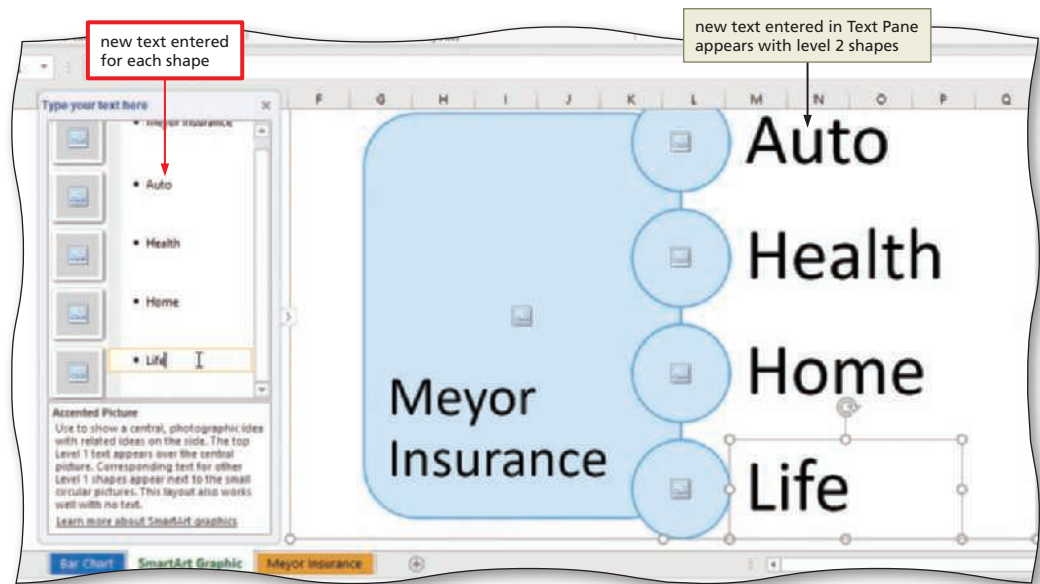 new text entered
for each shape
new text entered in Text Pane
appears with level 2 shapes
Type your text here
F G H I J K L M N O P Q
• Meyor Insurance
• Auto
• Health
• Home
• Life
Accented Picture
Use to show a central, photographic idea
with related ideas on the side. The top
Level 1 text appears over the central
picture. Corresponding text for other
Level 1 shapes appear next to the small
circular pictures. This layout also works
well with no text.
Learn more about SmartArt graphics
Meyor
Insurance
Auto
Health
Home
Life
Bar Chart SmartArt Graphic Meyor Insurance